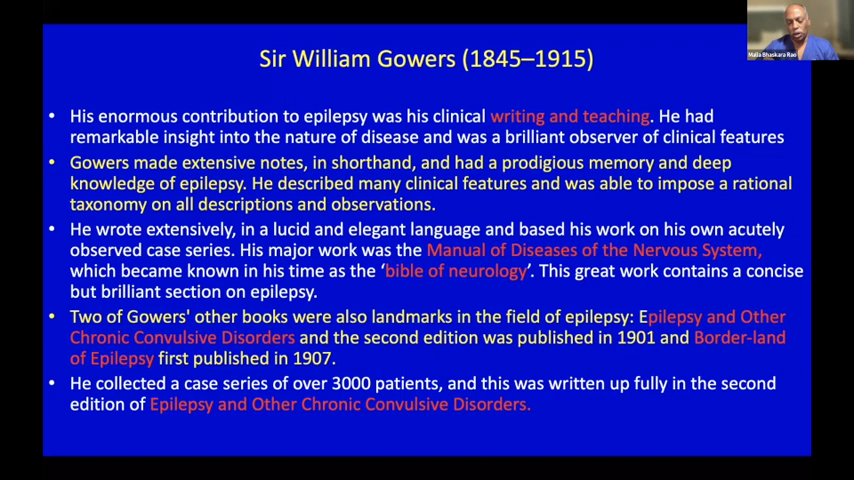 Malla Bhaskara Rao
Sir William Gowers (1845–1915)
• His enormous contribution to epilepsy was his clinical writing and teaching. He had
remarkable insight into the nature of disease and was a brilliant observer of clinical features
• Gowers made extensive notes, in shorthand, and had a prodigious memory and deep
knowledge of epilepsy. He described many clinical features and was able to impose a rational
taxonomy on all descriptions and observations.
• He wrote extensively, in a lucid and elegant language and based his work on his own acutely
observed case series. His major work was the Manual of Diseases of the Nervous System,
which became known in his time as the ‘bible of neurology’. This great work contains a concise
but brilliant section on epilepsy.
• Two of Gowers' other books were also landmarks in the field of epilepsy: Epilepsy and Other
Chronic Convulsive Disorders and the second edition was published in 1901 and Border-land
of Epilepsy first published in 1907.
• He collected a case series of over 3000 patients, and this was written up fully in the second
edition of Epilepsy and Other Chronic Convulsive Disorders.